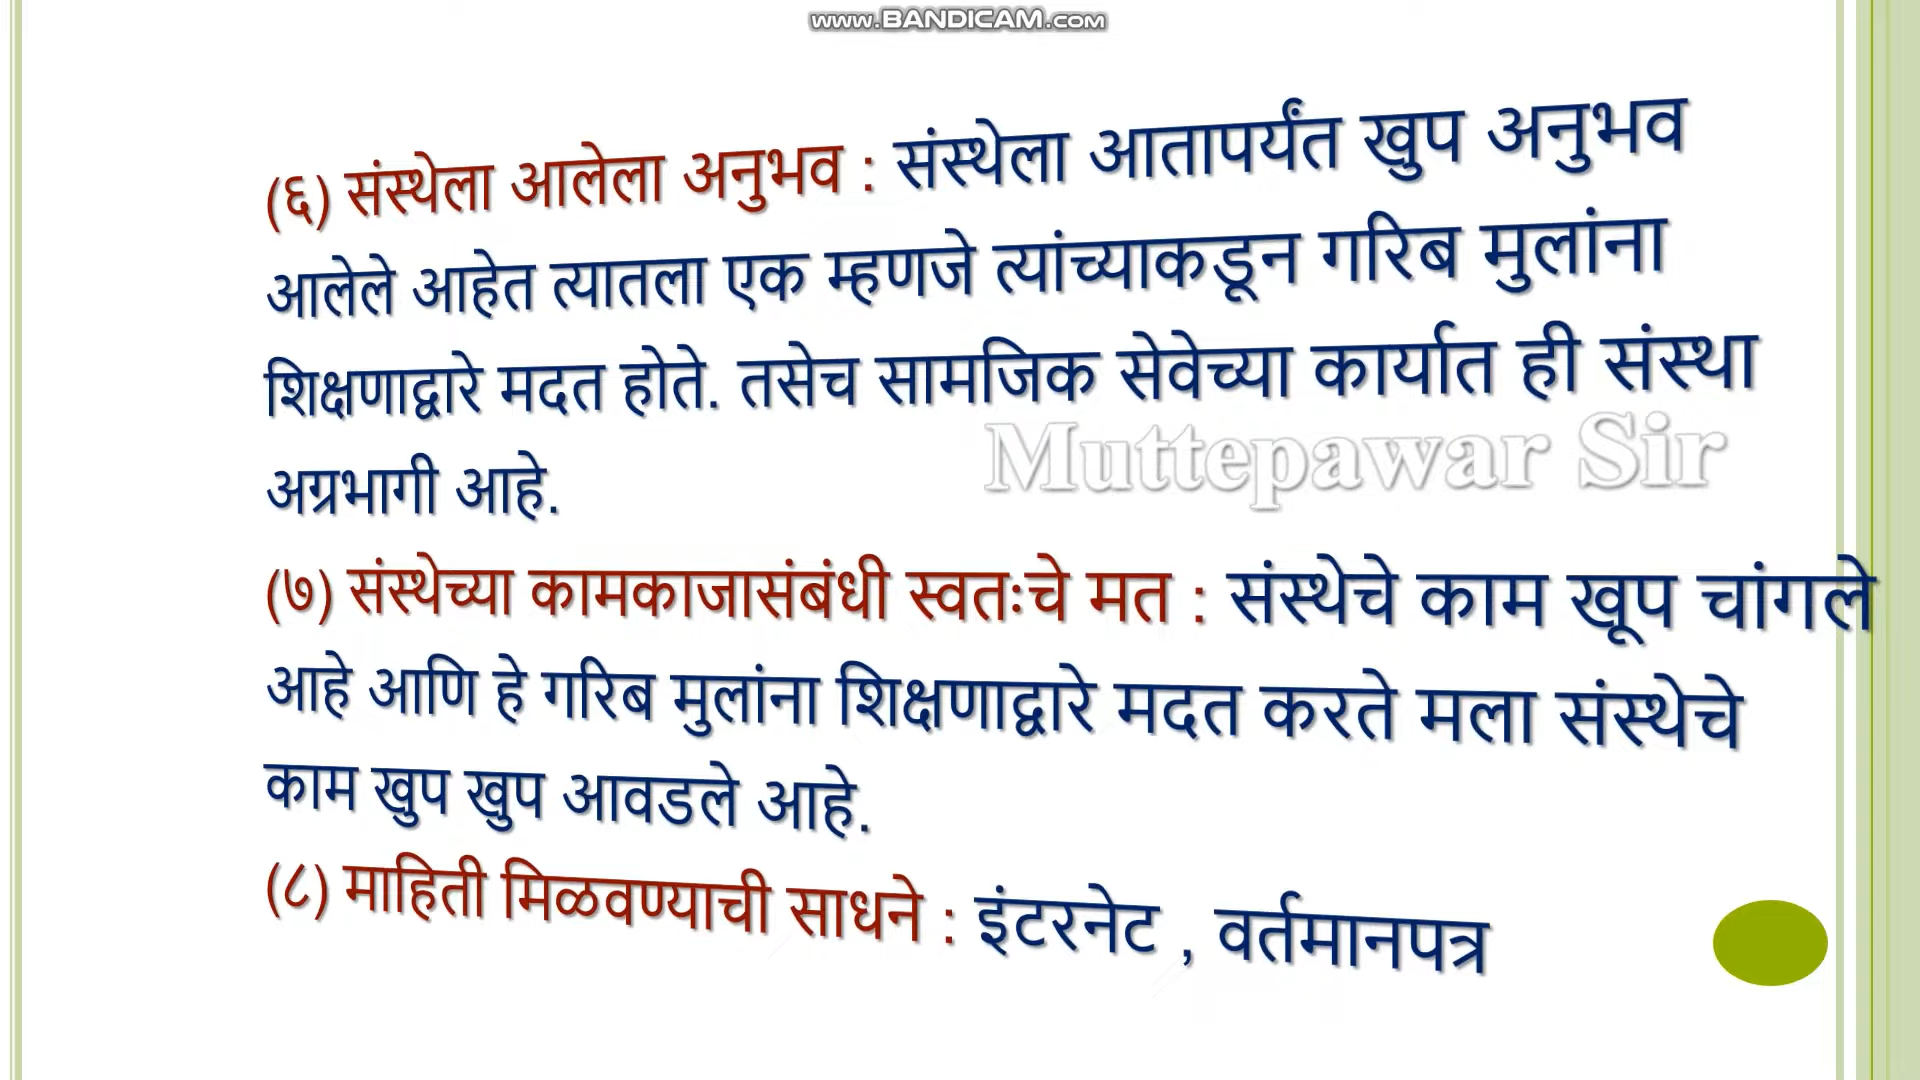 www.BANDICAM.com
(६) संस्थेला आलेला अनुभव : संस्थेला आतापर्यंत खुप अनुभव
आलेले आहेत त्यातला एक म्हणजे त्यांच्याकडून गरिब मुलांना
शिक्षणाद्वारे मदत होते. तसेच सामजिक सेवेच्या कार्यात ही संस्था
अग्रभागी आहे.
Muttepawar Sir
(७) संस्थेच्या कामकाजासंबंधी स्वतःचे मत : संस्थेचे काम खूप चांगले
आहे आणि हे गरिब मुलांना शिक्षणाद्वारे मदत करते मला संस्थेचे
काम खुप खुप आवडले आहे.
(८) माहिती मिळवण्याची साधने : इंटरनेट , वर्तमानपत्र